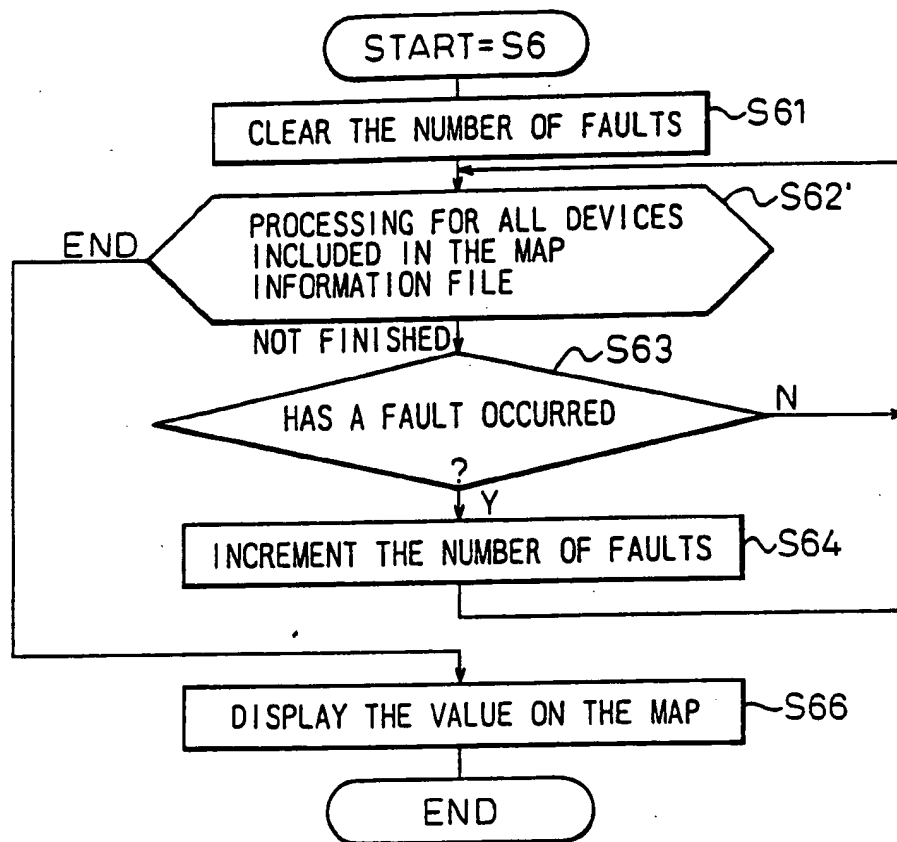 START=S6
CLEAR THE NUMBER OF FAULTS
S61
S62'
PROCESSING FOR ALL DEVICES
INCLUDED IN THE MAP
INFORMATION FILE
END
NOT FINISHED
S63
HAS A FAULT OCCURRED
?
N
Y
INCREMENT THE NUMBER OF FAULTS
S64
DISPLAY THE VALUE ON THE MAP
S66
END